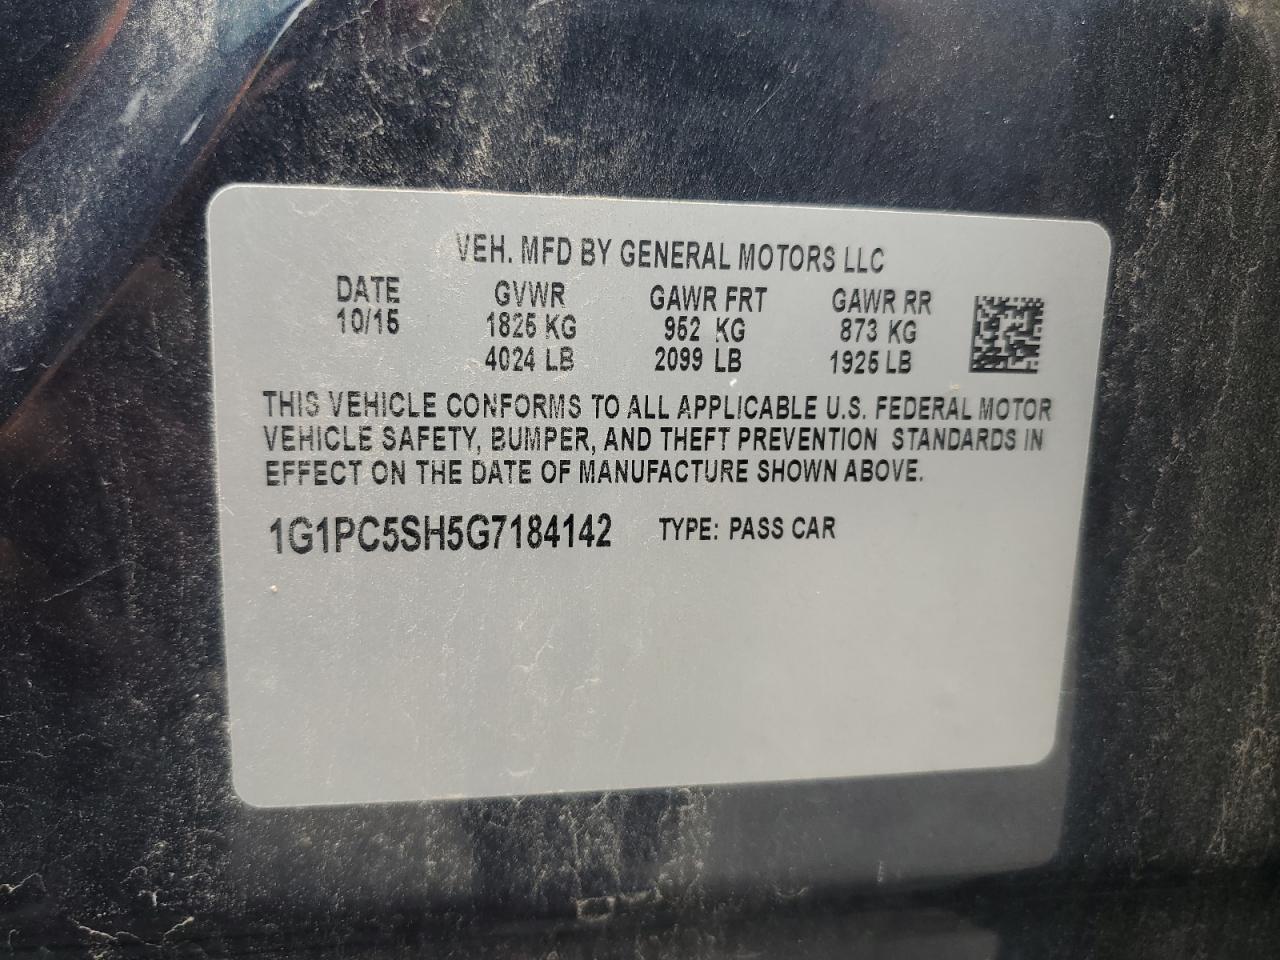 VEH. MFD BY GENERAL MOTORS LLC
DATE GVWR GAWR FRT GAWR RR
10/15 1825 KG 952 KG 873 KG
4024 LB 2099 LB 1925 LB
THIS VEHICLE CONFORMS TO ALL APPLICABLE U.S. FEDERAL MOTOR
VEHICLE SAFETY, BUMPER, AND THEFT PREVENTION STANDARDS IN
EFFECT ON THE DATE OF MANUFACTURE SHOWN ABOVE.
1G1PC5SH5G7184142 TYPE: PASS CAR